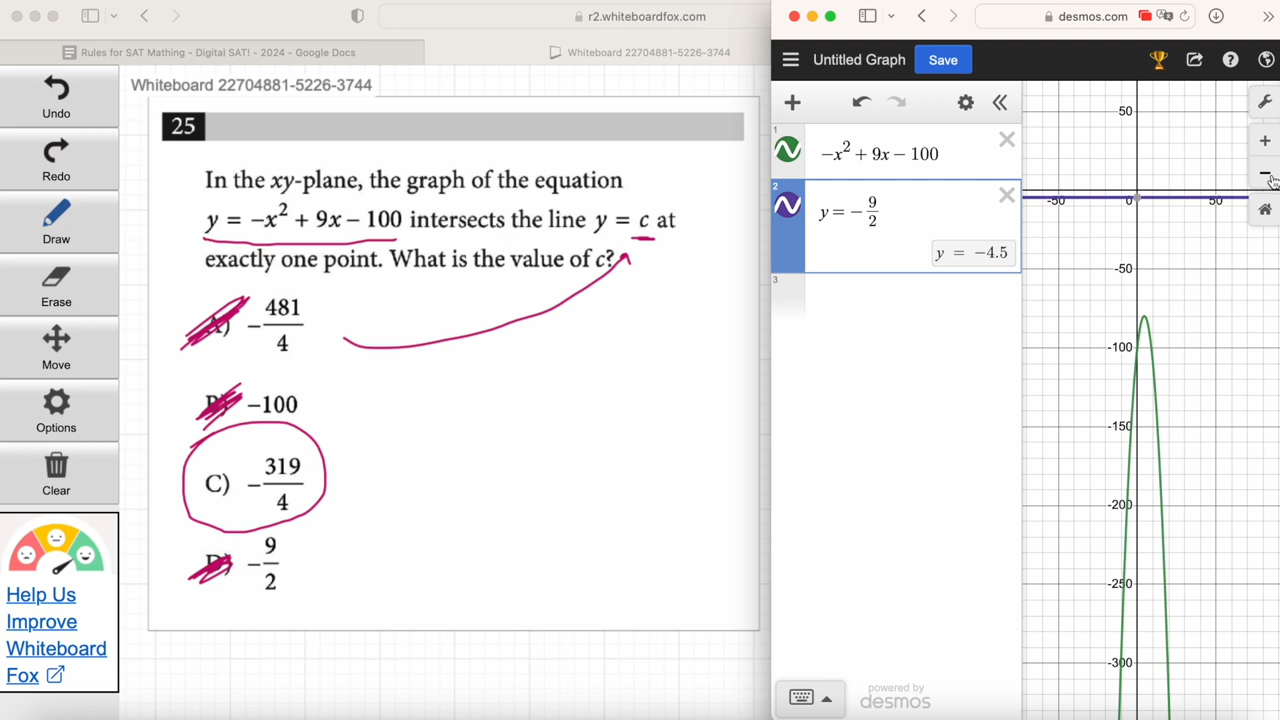 r2.whiteboardfox.com
desmos.com
Rules for SAT Mathing - Digital SAT! - 2024 - Google Docs
Whiteboard 22704881-5226-3744
Untitled Graph
Save
Undo
Redo
Draw
Erase
Move
Options
Clear
Help Us
Improve
Whiteboard
Fox
Whiteboard 22704881-5226-3744
25
In the xy-plane, the graph of the equation
y = −x² + 9x − 100 intersects the line y = c at
exactly one point. What is the value of c?
A) −481/4
B) −100
C) −319/4
D) −9/2
1
−x² + 9x − 100
2
y = −9/2
y = −4.5
3
powered by
desmos
50
-50 0 50
-50
-100
-150
-200
-250
-300